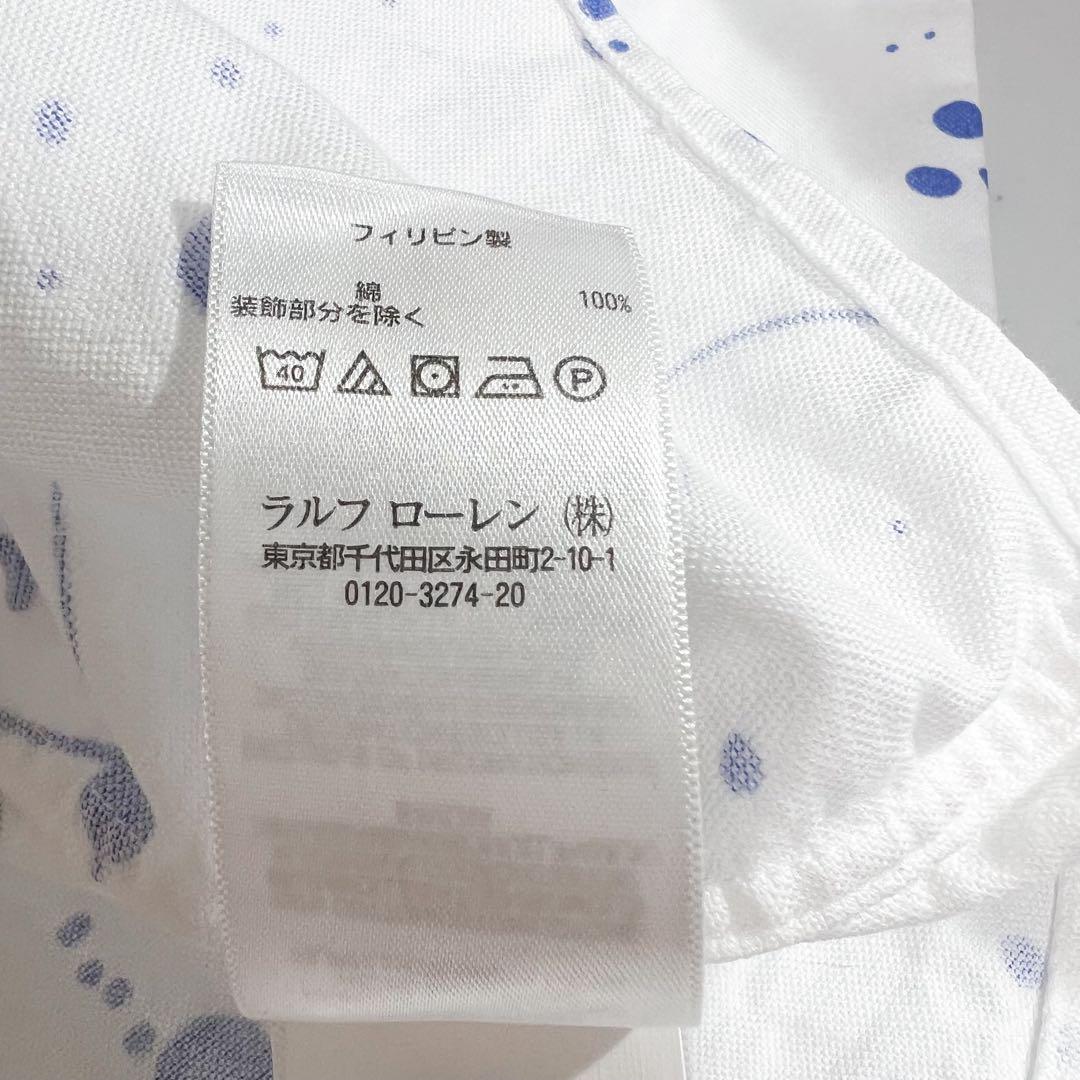 フィリピン製
綿 100%
装飾部分を除く
40 P
ラルフ ローレン ㈱
東京都千代田区永田町2-10-1
0120-3274-20